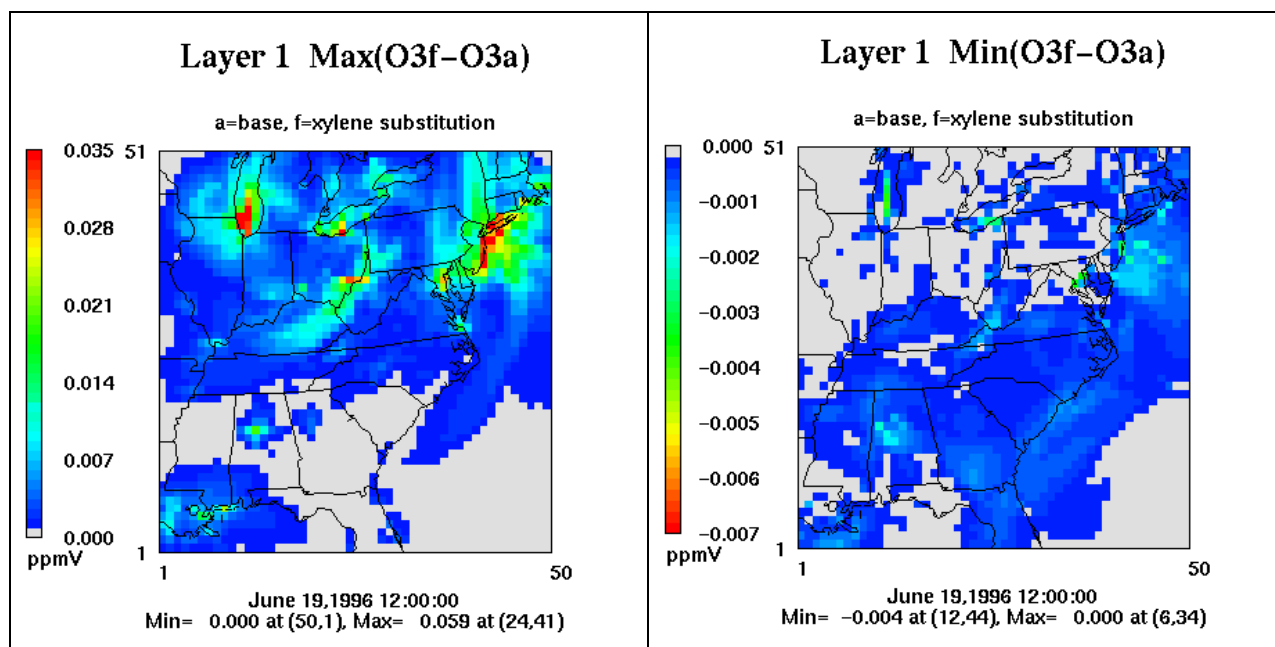 Layer 1 Max(O3f−O3a)
a=base, f=xylene substitution
0.035
0.028
0.021
0.014
0.007
0.000
ppmV
51
1
1
50
June 19,1996 12:00:00
Min= 0.000 at (50,1), Max= 0.059 at (24,41)
Layer 1 Min(O3f−O3a)
a=base, f=xylene substitution
0.000
−0.001
−0.002
−0.003
−0.004
−0.005
−0.006
−0.007
ppmV
51
1
1
50
June 19,1996 12:00:00
Min= −0.004 at (12,44), Max= 0.000 at (6,34)